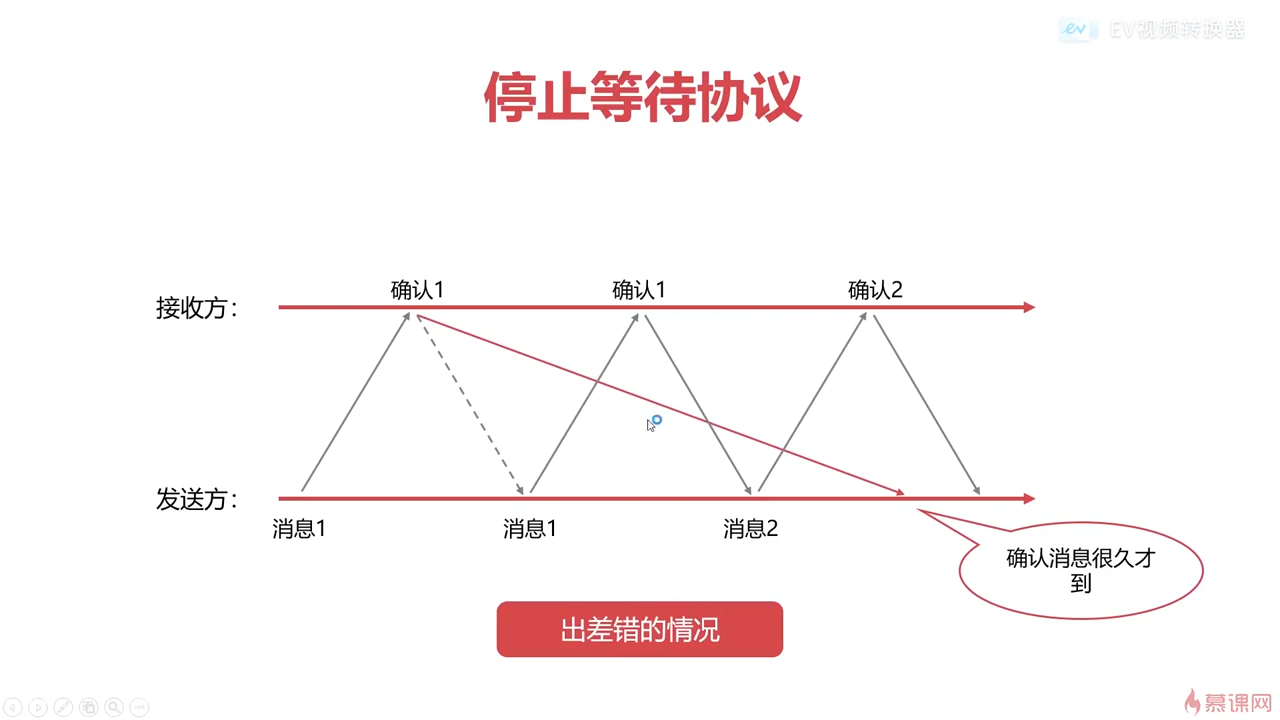 EV视频转换器
停止等待协议
确认1
确认1
确认2
接收方：
发送方：
消息1
消息1
消息2
确认消息很久才
到
出差错的情况
慕课网